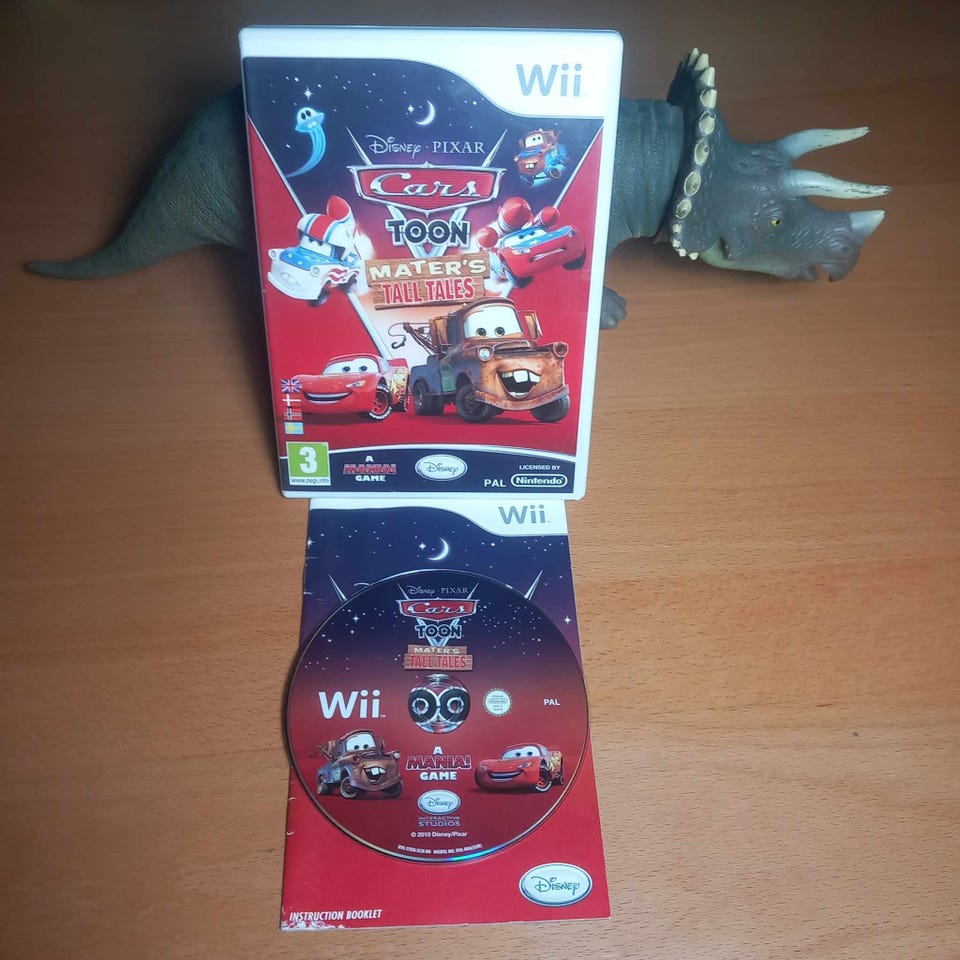 Wii
Disney · PIXAR
Cars
TOON
MATER'S
TALL TALES
3
www.pegi.info
A
MANIA!
GAME
Disney
LICENSED BY
PAL Nintendo
Wii
Disney · PIXAR
Cars
TOON
MATER'S
TALL TALES
Wii
PAL
A
MANIA!
GAME
Disney
INTERACTIVE
STUDIOS
© 2010 Disney/Pixar
Disney
INSTRUCTION BOOKLET